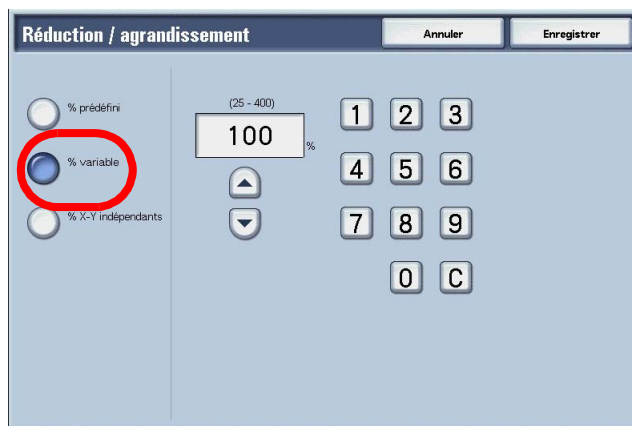 Réduction / agrandissement
Annuler
Enregistrer
% prédéfini
% variable
% X-Y indépendants
(25 - 400)
100 %
1 2 3
4 5 6
7 8 9
0 C